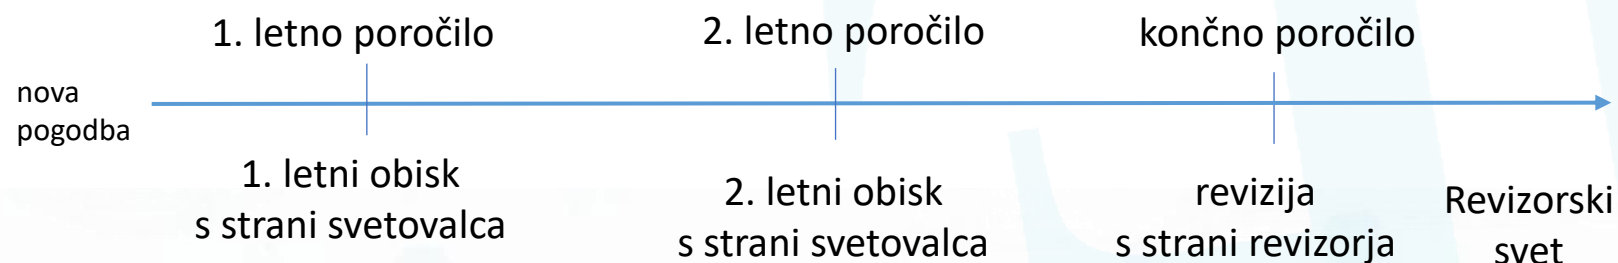 1. letno poročilo
2. letno poročilo
končno poročilo
nova
pogodba
1. letni obisk
s strani svetovalca
2. letni obisk
s strani svetovalca
revizija
s strani revizorja
Revizorski
svet